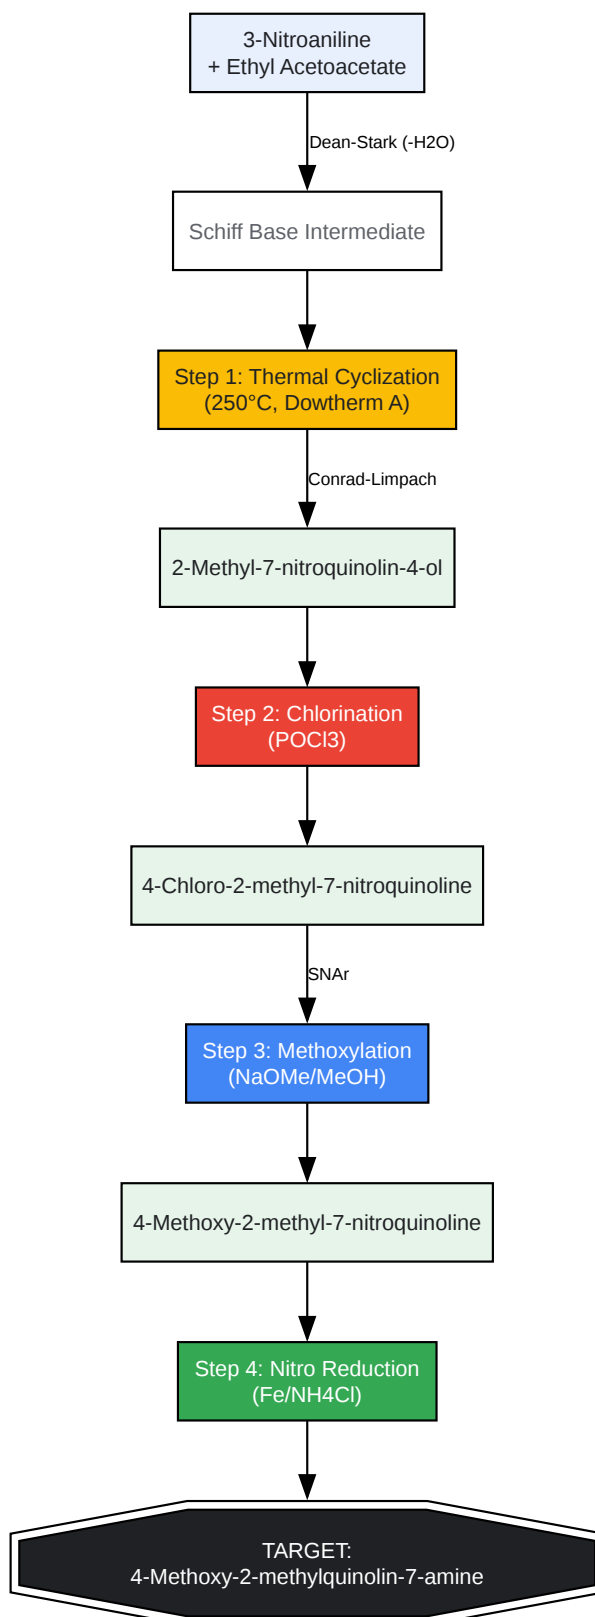 3-Nitroaniline
+ Ethyl Acetoacetate
Dean-Stark (-H2O)
Schiff Base Intermediate
Step 1: Thermal Cyclization
(250°C, Dowtherm A)
Conrad-Limpach
2-Methyl-7-nitroquinolin-4-ol
Step 2: Chlorination
(POCl3)
4-Chloro-2-methyl-7-nitroquinoline
SNAr
Step 3: Methoxylation
(NaOMe/MeOH)
4-Methoxy-2-methyl-7-nitroquinoline
Step 4: Nitro Reduction
(Fe/NH4Cl)
TARGET:
4-Methoxy-2-methylquinolin-7-amine